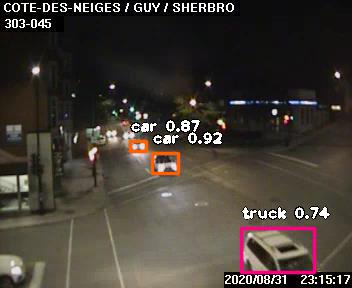 COTE-DES-NEIGES / GUY / SHERBRO
303-045
car 0.87
car 0.92
truck 0.74
2020/08/31 23:15:17